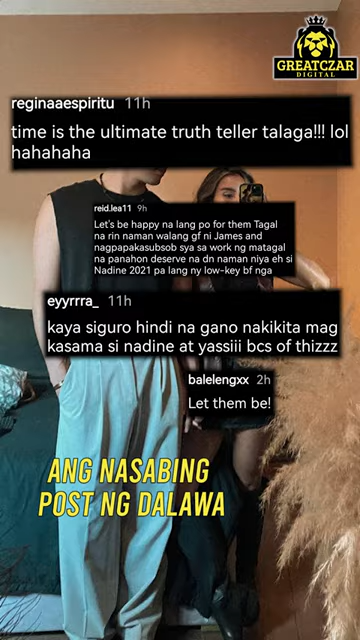 GREATCZAR
DIGITAL
reginaaespiritu 11h
time is the ultimate truth teller talaga!!! lol
hahahaha
reid.lea11 9h
Let's be happy na lang po for them Tagal
na rin naman walang gf ni James and
nagpapakasubsob sya sa work ng matagal
na panahon deserve na dn naman niya eh si
Nadine 2021 pa lang ny low-key bf nga
eyyrrra_ 11h
kaya siguro hindi na gano nakikita mag
kasama si nadine at yassiii bcs of thizzz
balelengxx 2h
Let them be!
ANG NASABING
POST NG DALAWA